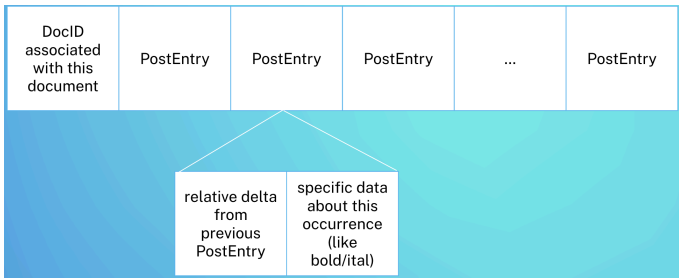 DocID
associated
with this
document
PostEntry
PostEntry
PostEntry
...
PostEntry
relative delta
from
previous
PostEntry
specific data
about this
occurrence
(like
bold/ital)